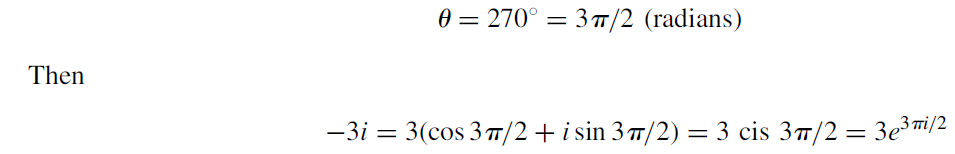 θ = 270° = 3π/2 (radians)
Then
−3i = 3(cos 3π/2 + i sin 3π/2) = 3 cis 3π/2 = 3e^{3πi/2}